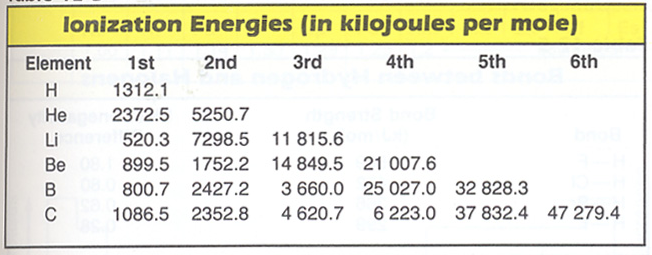 Ionization Energies (in kilojoules per mole)
Element 1st 2nd 3rd 4th 5th 6th
H 1312.1
He 2372.5 5250.7
Li 520.3 7298.5 11 815.6
Be 899.5 1752.2 14 849.5 21 007.6
B 800.7 2427.2 3 660.0 25 027.0 32 828.3
C 1086.5 2352.8 4 620.7 6 223.0 37 832.4 47 279.4